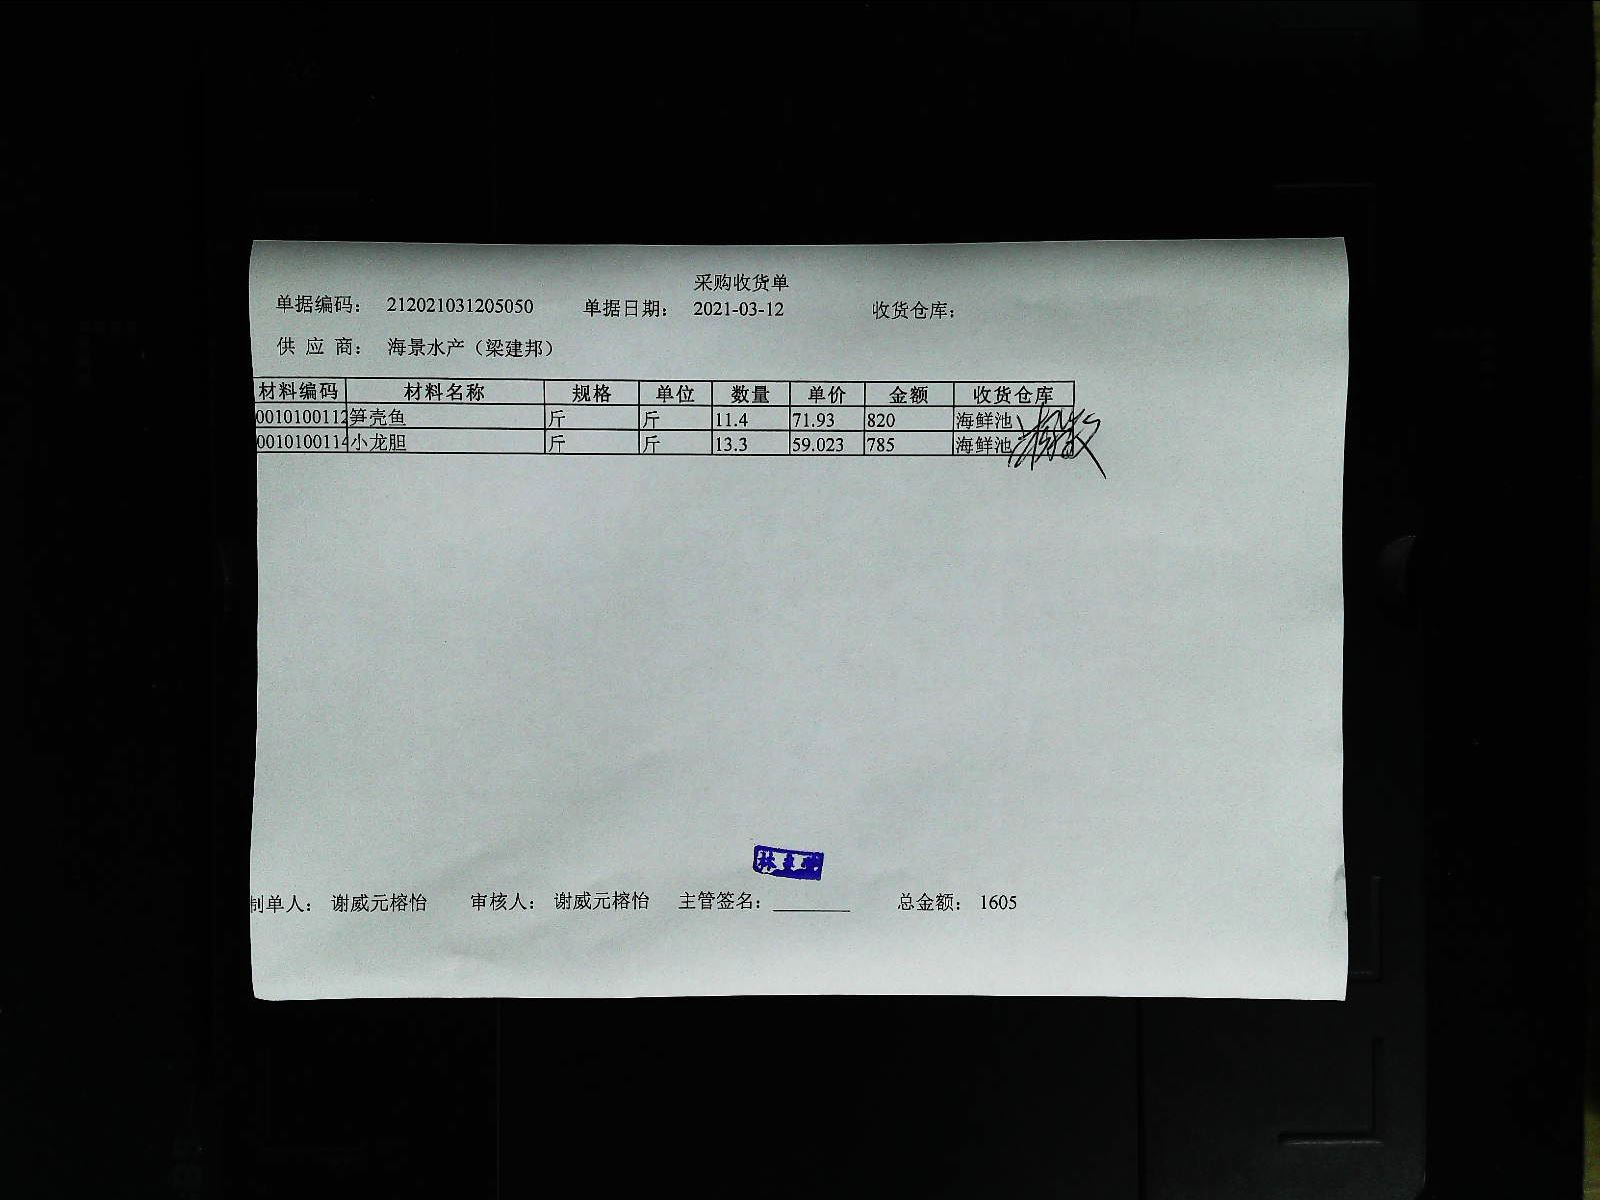 采购收货单
单据编码: 212021031205050 单据日期: 2021-03-12 收货仓库:
供 应 商: 海景水产（梁建邦）
材料编码 材料名称 规格 单位 数量 单价 金额 收货仓库
0010100112 笋壳鱼 斤 斤 11.4 71.93 820 海鲜池
0010100114 小龙胆 斤 斤 13.3 59.023 785 海鲜池
制单人: 谢威元榕怡 审核人: 谢威元榕怡 主管签名: 总金额: 1605